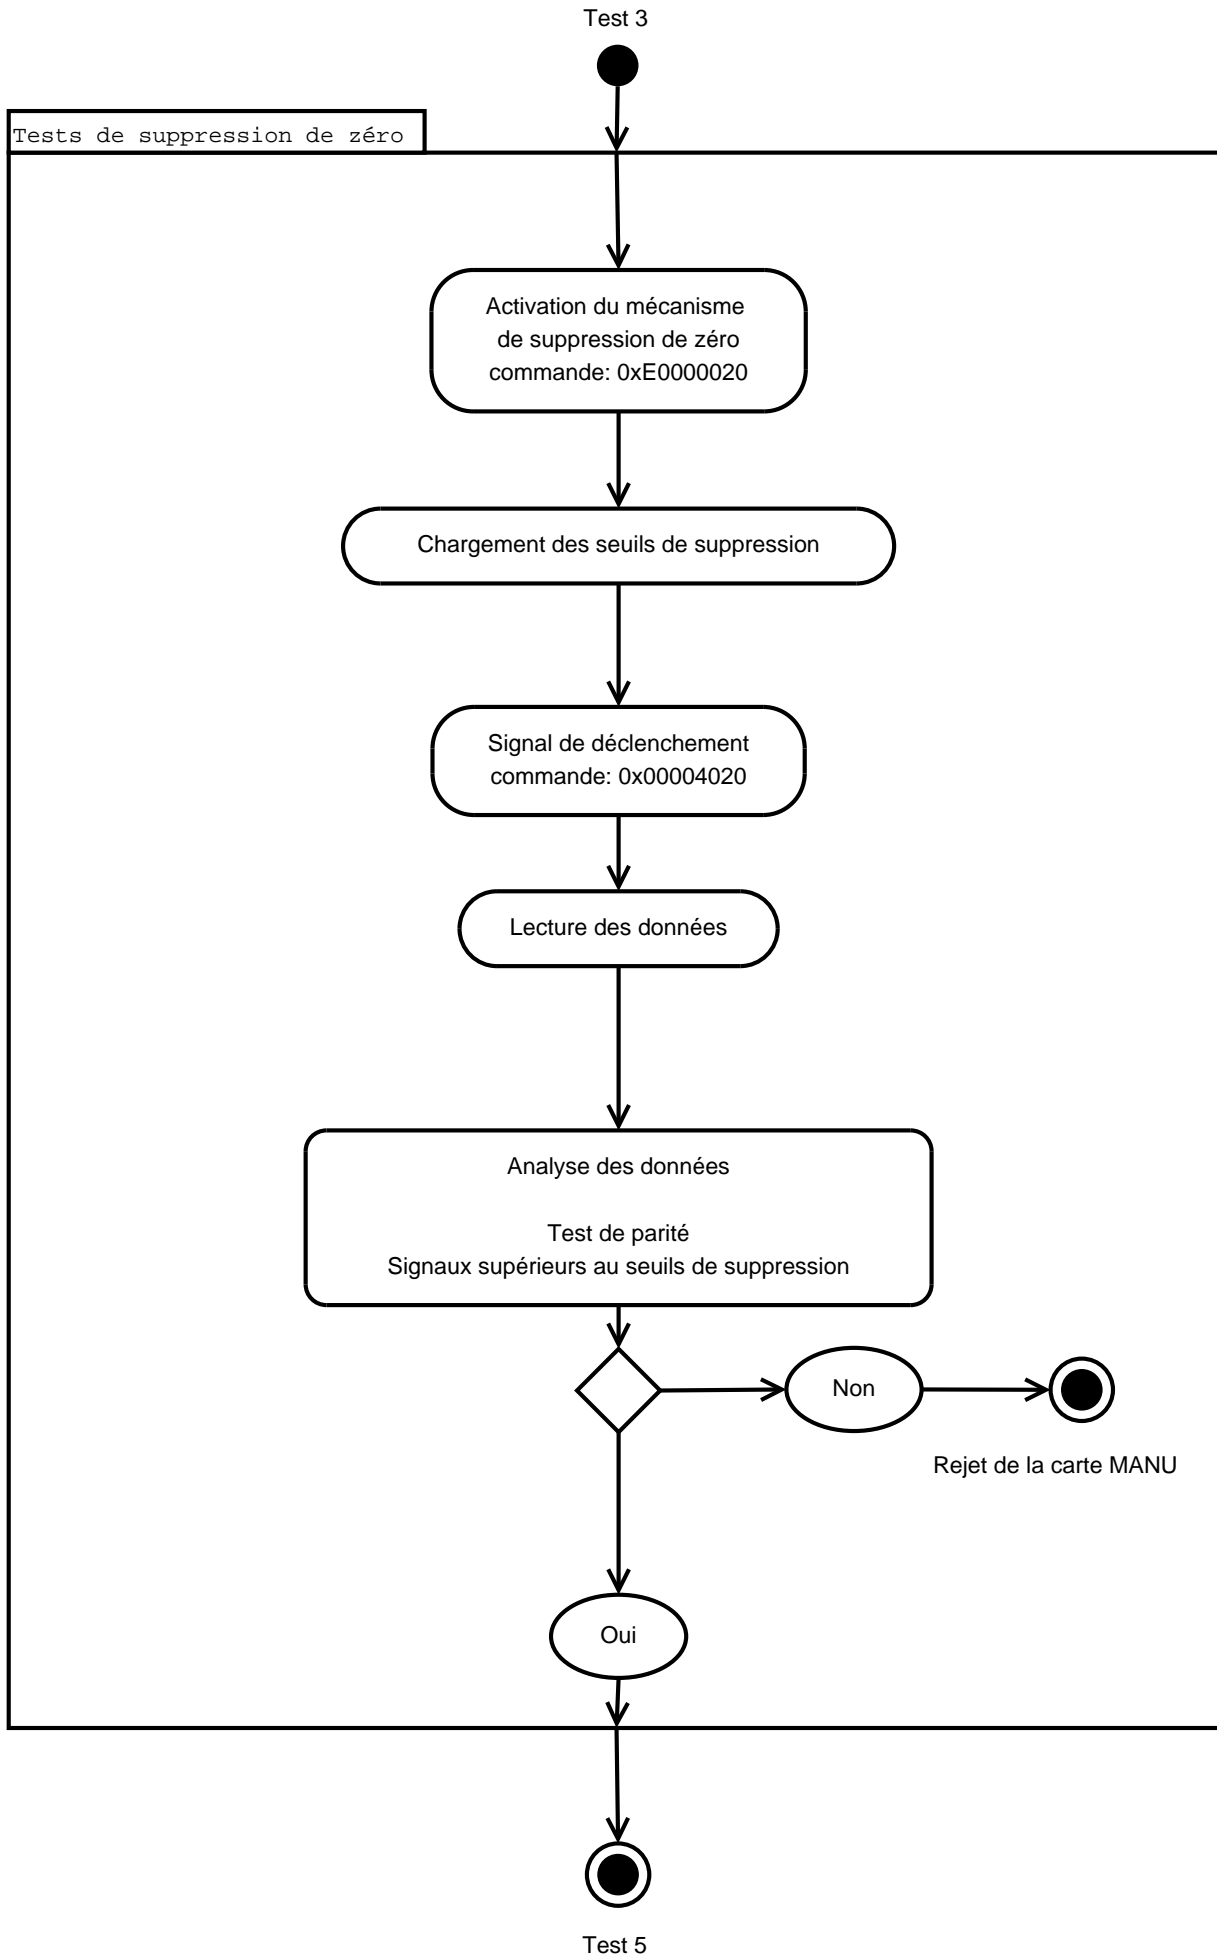 Test 3
Tests de suppression de zéro
Activation du mécanisme
de suppression de zéro
commande: 0xE0000020
Chargement des seuils de suppression
Signal de déclenchement
commande: 0x00004020
Lecture des données
Analyse des données
Test de parité
Signaux supérieurs au seuils de suppression
Non
Rejet de la carte MANU
Oui
Test 5